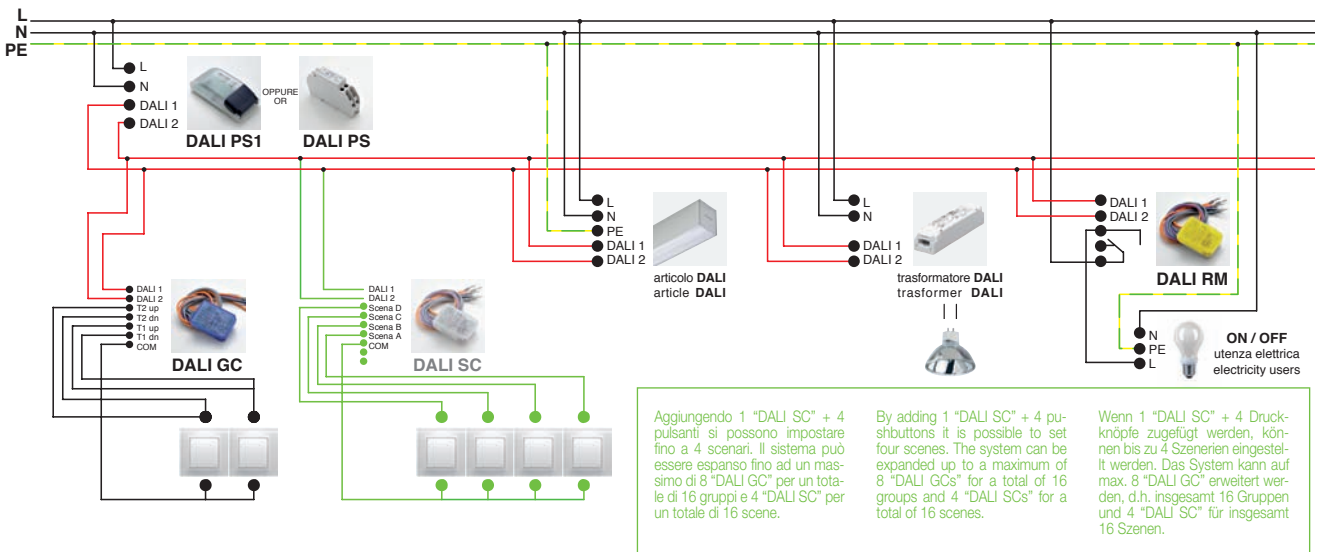 L
N
PE
L
N
DALI 1
DALI 2
OPPURE
OR
DALI PS1
DALI PS
L
N
PE
DALI 1
DALI 2
articolo DALI
article DALI
L
N
DALI 1
DALI 2
trasformatore DALI
trasformer DALI
DALI 1
DALI 2
DALI RM
DALI 1
DALI 2
T2 up
T2 dn
T1 up
T1 dn
COM
DALI GC
DALI 1
DALI 2
Scena D
Scena C
Scena B
Scena A
COM
DALI SC
N
PE
L
ON / OFF
utenza elettrica
electricity users
Aggiungendo 1 “DALI SC” + 4
pulsanti si possono impostare
fino a 4 scenari. Il sistema può
essere espanso fino ad un mas-
simo di 8 “DALI GC” per un tota-
le di 16 gruppi e 4 “DALI SC” per
un totale di 16 scene.
By adding 1 “DALI SC” + 4 pu-
shbuttons it is possible to set
four scenes. The system can be
expanded up to a maximum of
8 “DALI GCs” for a total of 16
groups and 4 “DALI SCs” for a
total of 16 scenes.
Wenn 1 “DALI SC” + 4 Druck-
knöpfe zugefügt werden, kön-
nen bis zu 4 Szenerien eingestel-
lt werden. Das System kann auf
max. 8 “DALI GC” erweitert wer-
den, d.h. insgesamt 16 Gruppen
und 4 “DALI SC” für insgesamt
16 Szenen.